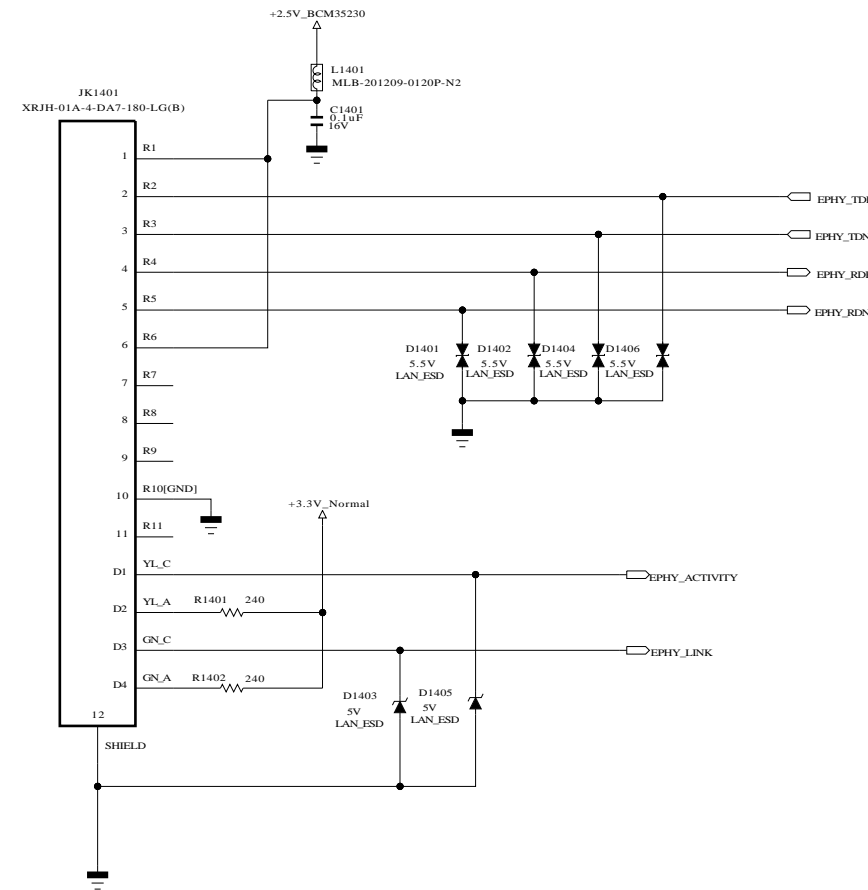 +2.5V_BCM35230
L1401
MLB-201209-0120P-N2
JK1401
XRJH-01A-4-DA7-180-LG(B)
C1401
0.1uF
16V
1 R1
2 R2
3 R3
EPHY_TDN
4 R4
5 R5
EPHY_RDN
6 R6
D1401 D1402 D1404 D1406
5.5V 5.5V 5.5V 5.5V
LAN_ESD LAN_ESD LAN_ESD LAN_ESD
7 R7
8 R8
9 R9
10 R10[GND]
+3.3V_Normal
11 R11
D1 YL_C
EPHY_ACTIVITY
D2 YL_A R1401 240
D3 GN_C
EPHY_LINK
D4 GN_A R1402 240
D1403 D1405
5V 5V
LAN_ESD LAN_ESD
12
SHIELD